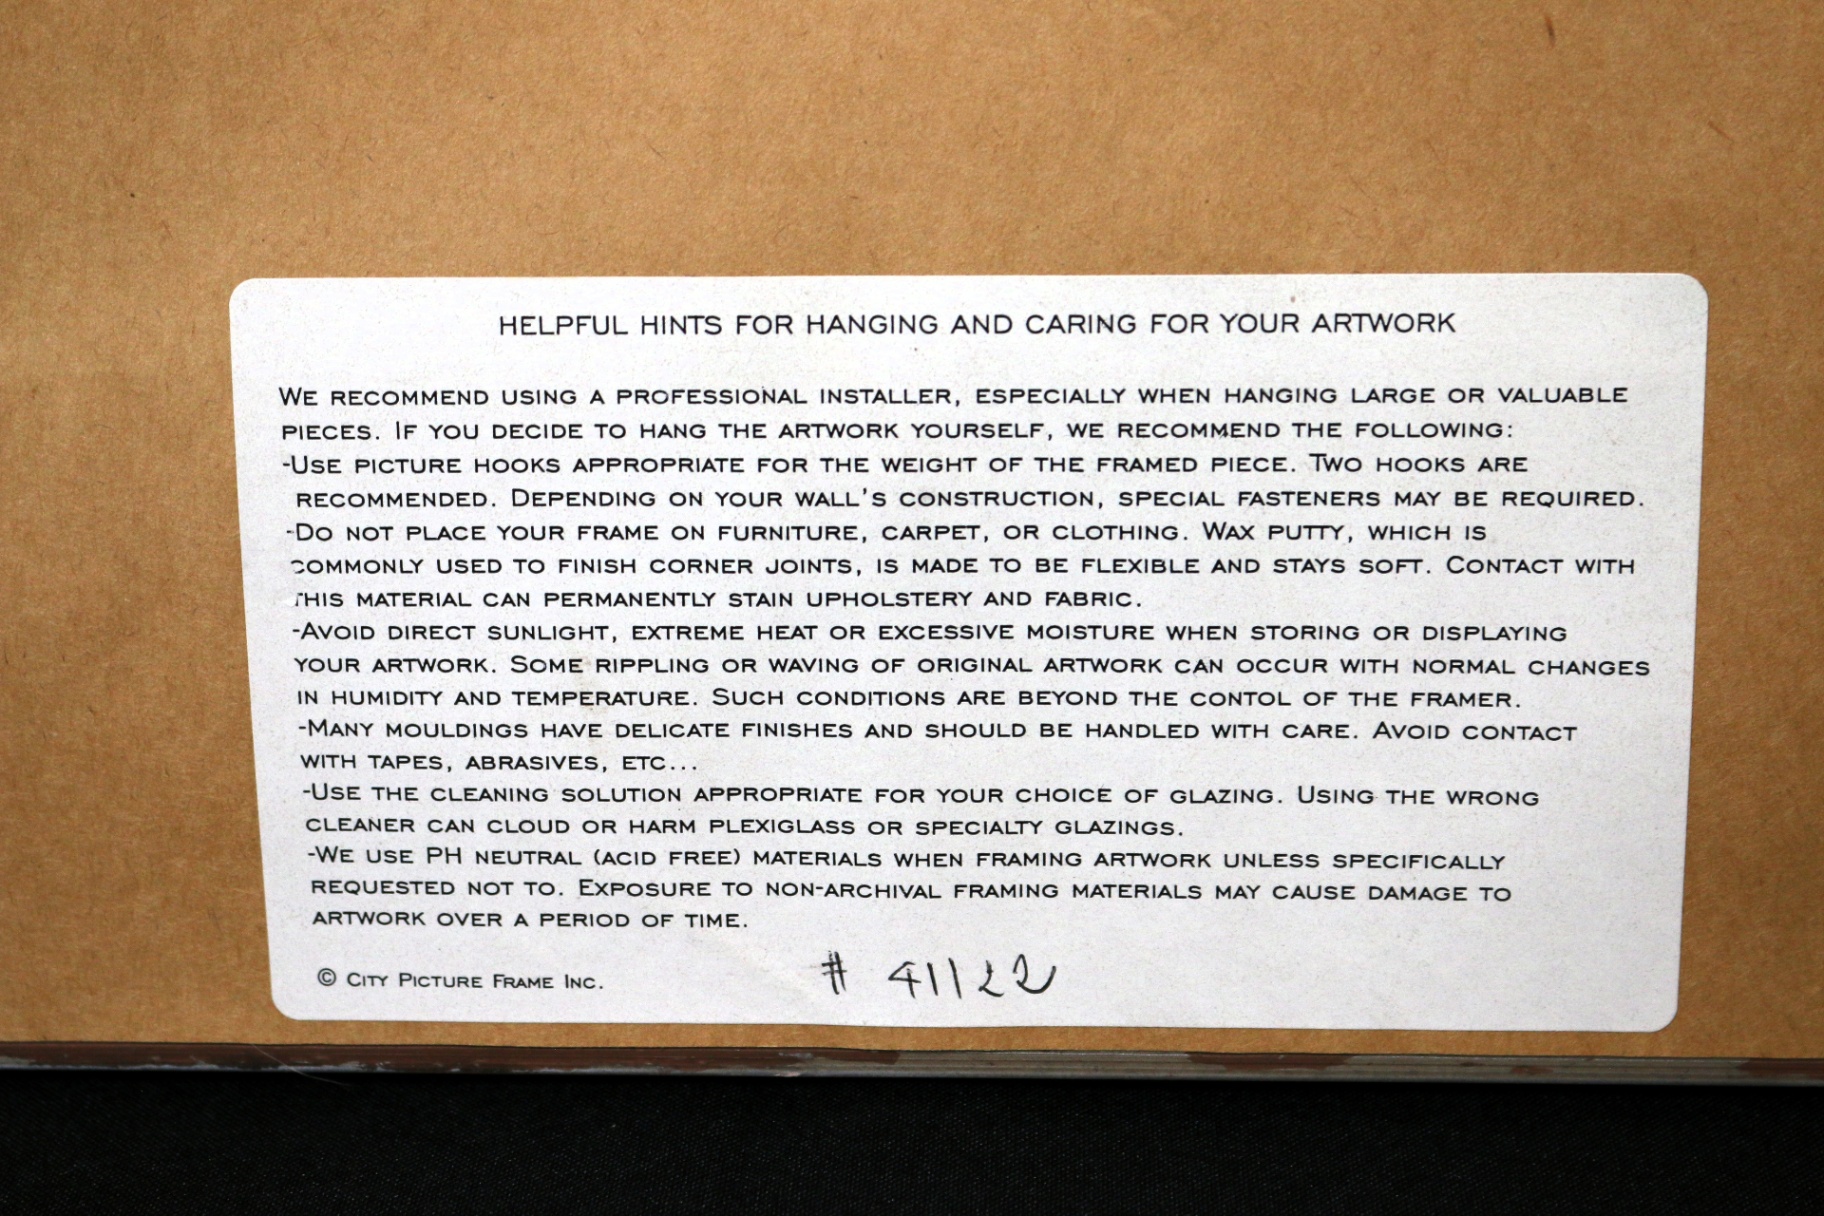 HELPFUL HINTS FOR HANGING AND CARING FOR YOUR ARTWORK
WE RECOMMEND USING A PROFESSIONAL INSTALLER, ESPECIALLY WHEN HANGING LARGE OR VALUABLE
PIECES. IF YOU DECIDE TO HANG THE ARTWORK YOURSELF, WE RECOMMEND THE FOLLOWING:
-USE PICTURE HOOKS APPROPRIATE FOR THE WEIGHT OF THE FRAMED PIECE. TWO HOOKS ARE
RECOMMENDED. DEPENDING ON YOUR WALL'S CONSTRUCTION, SPECIAL FASTENERS MAY BE REQUIRED.
-DO NOT PLACE YOUR FRAME ON FURNITURE, CARPET, OR CLOTHING. WAX PUTTY, WHICH IS
COMMONLY USED TO FINISH CORNER JOINTS, IS MADE TO BE FLEXIBLE AND STAYS SOFT. CONTACT WITH
THIS MATERIAL CAN PERMANENTLY STAIN UPHOLSTERY AND FABRIC.
-AVOID DIRECT SUNLIGHT, EXTREME HEAT OR EXCESSIVE MOISTURE WHEN STORING OR DISPLAYING
YOUR ARTWORK. SOME RIPPLING OR WAVING OF ORIGINAL ARTWORK CAN OCCUR WITH NORMAL CHANGES
IN HUMIDITY AND TEMPERATURE. SUCH CONDITIONS ARE BEYOND THE CONTOL OF THE FRAMER.
-MANY MOULDINGS HAVE DELICATE FINISHES AND SHOULD BE HANDLED WITH CARE. AVOID CONTACT
WITH TAPES, ABRASIVES, ETC...
-USE THE CLEANING SOLUTION APPROPRIATE FOR YOUR CHOICE OF GLAZING. USING THE WRONG
CLEANER CAN CLOUD OR HARM PLEXIGLASS OR SPECIALTY GLAZINGS.
-WE USE PH NEUTRAL (ACID FREE) MATERIALS WHEN FRAMING ARTWORK UNLESS SPECIFICALLY
REQUESTED NOT TO. EXPOSURE TO NON-ARCHIVAL FRAMING MATERIALS MAY CAUSE DAMAGE TO
ARTWORK OVER A PERIOD OF TIME.
© CITY PICTURE FRAME INC. # 41122